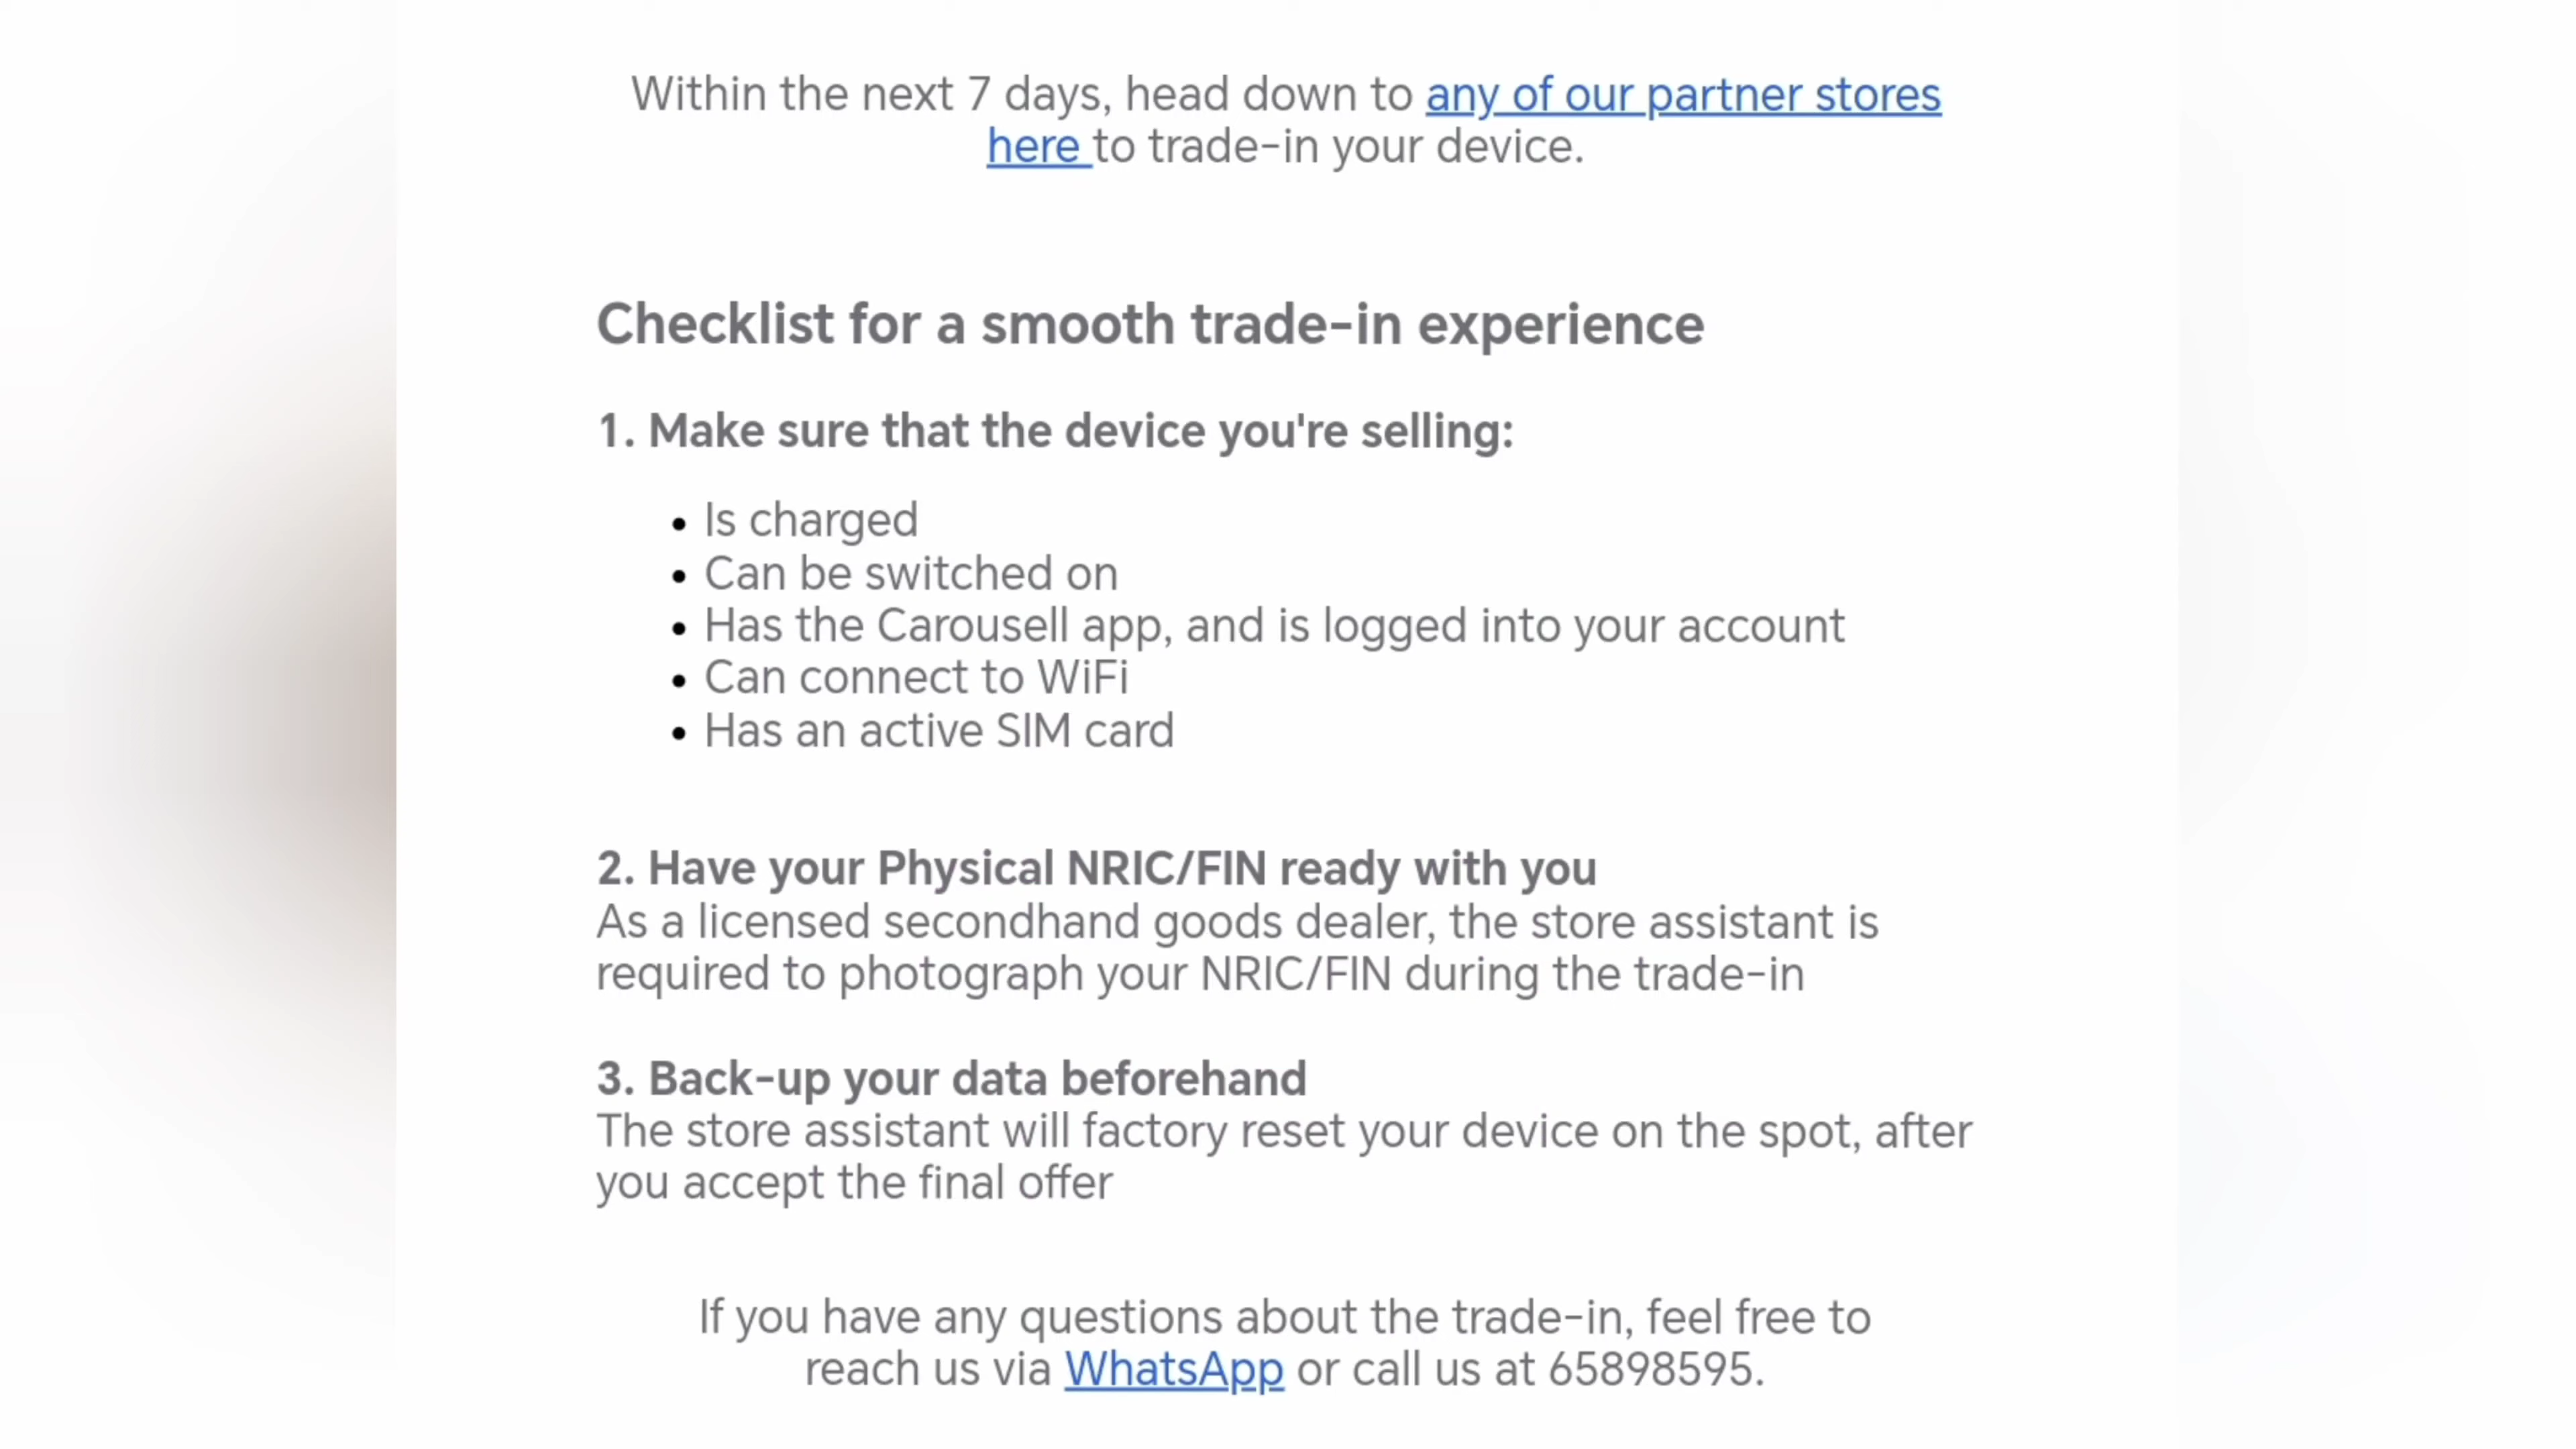 Within the next 7 days, head down to any of our partner stores
here to trade-in your device.
Checklist for a smooth trade-in experience
1. Make sure that the device you're selling:
• Is charged
• Can be switched on
• Has the Carousell app, and is logged into your account
• Can connect to WiFi
• Has an active SIM card
2. Have your Physical NRIC/FIN ready with you
As a licensed secondhand goods dealer, the store assistant is
required to photograph your NRIC/FIN during the trade-in
3. Back-up your data beforehand
The store assistant will factory reset your device on the spot, after
you accept the final offer
If you have any questions about the trade-in, feel free to
reach us via WhatsApp or call us at 65898595.